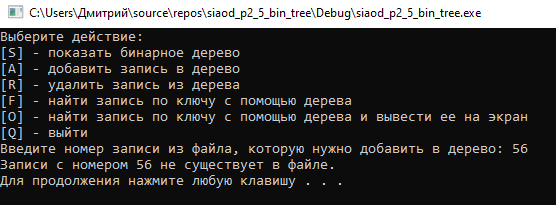 C:\Users\Дмитрий\source\repos\siaod_p2_5_bin_tree\Debug\siaod_p2_5_bin_tree.exe
Выберите действие:
[S] - показать бинарное дерево
[A] - добавить запись в дерево
[R] - удалить запись из дерева
[F] - найти запись по ключу с помощью дерева
[O] - найти запись по ключу с помощью дерева и вывести ее на экран
[Q] - выйти
Введите номер записи из файла, которую нужно добавить в дерево: 56
Записи с номером 56 не существует в файле.
Для продолжения нажмите любую клавишу . . .